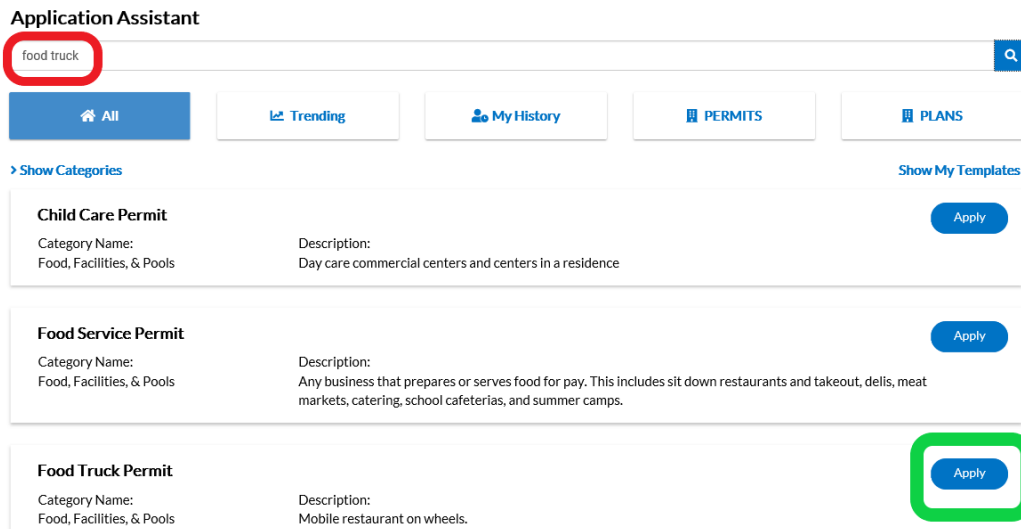 Application Assistant
food truck
All Trending My History PERMITS PLANS
> Show Categories Show My Templates
Child Care Permit Apply
Category Name: Description:
Food, Facilities, & Pools Day care commercial centers and centers in a residence
Food Service Permit Apply
Category Name: Description:
Food, Facilities, & Pools Any business that prepares or serves food for pay. This includes sit down restaurants and takeout, delis, meat
markets, catering, school cafeterias, and summer camps.
Food Truck Permit Apply
Category Name: Description:
Food, Facilities, & Pools Mobile restaurant on wheels.